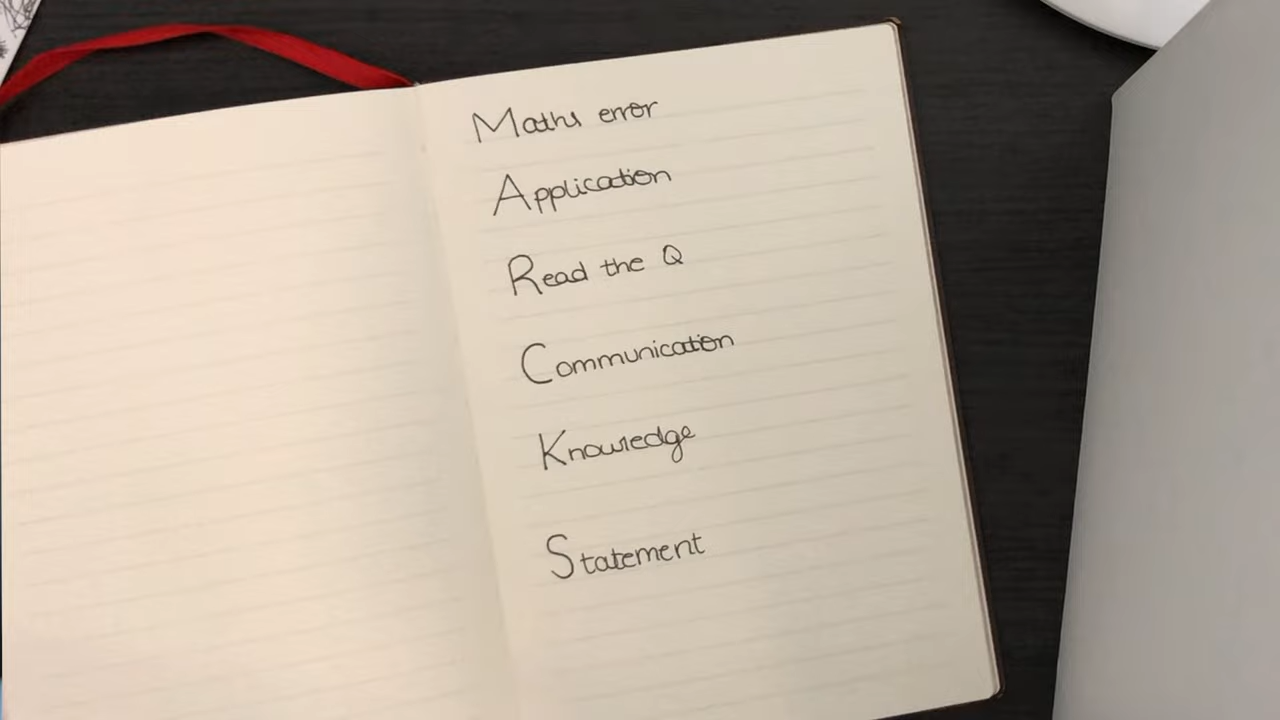 Maths error
Application
Read the Q
Communication
Knowledge
Statement